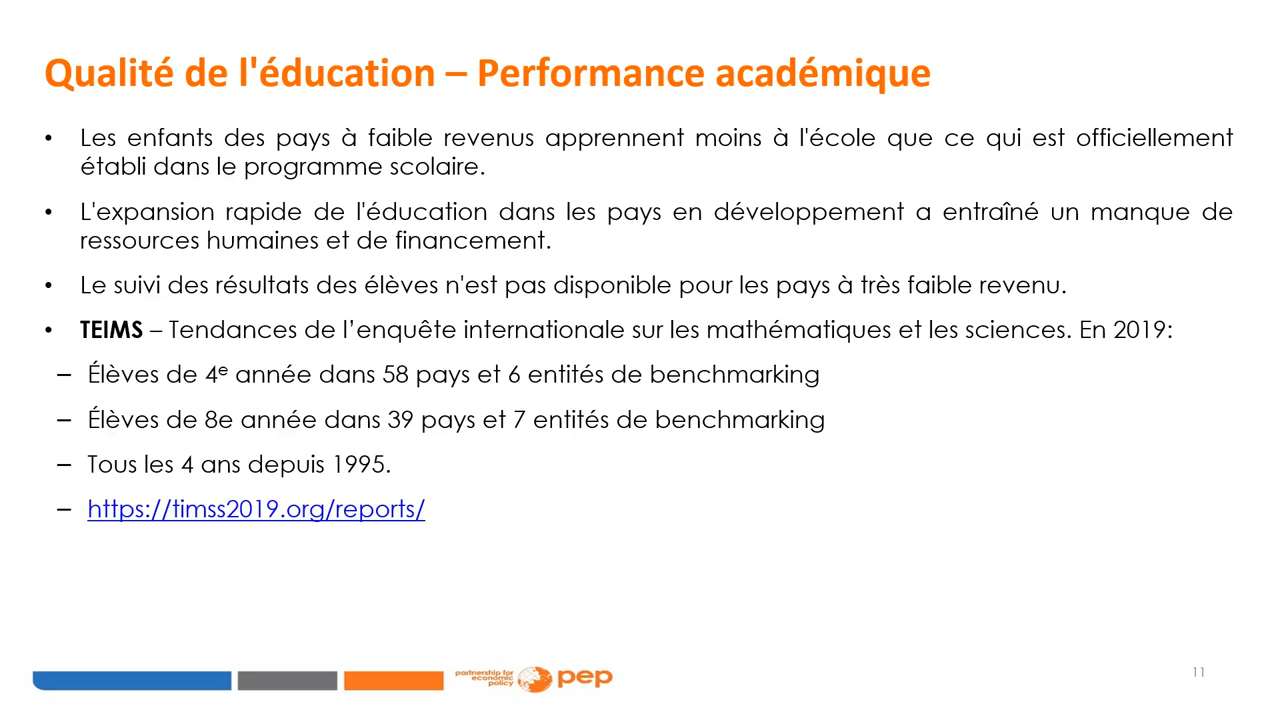 Qualité de l'éducation – Performance académique
• Les enfants des pays à faible revenus apprennent moins à l'école que ce qui est officiellement
établi dans le programme scolaire.
• L'expansion rapide de l'éducation dans les pays en développement a entraîné un manque de
ressources humaines et de financement.
• Le suivi des résultats des élèves n'est pas disponible pour les pays à très faible revenu.
• TEIMS – Tendances de l’enquête internationale sur les mathématiques et les sciences. En 2019:
– Élèves de 4e année dans 58 pays et 6 entités de benchmarking
– Élèves de 8e année dans 39 pays et 7 entités de benchmarking
– Tous les 4 ans depuis 1995.
– https://timss2019.org/reports/
partnership for
economic
policy
pep
11